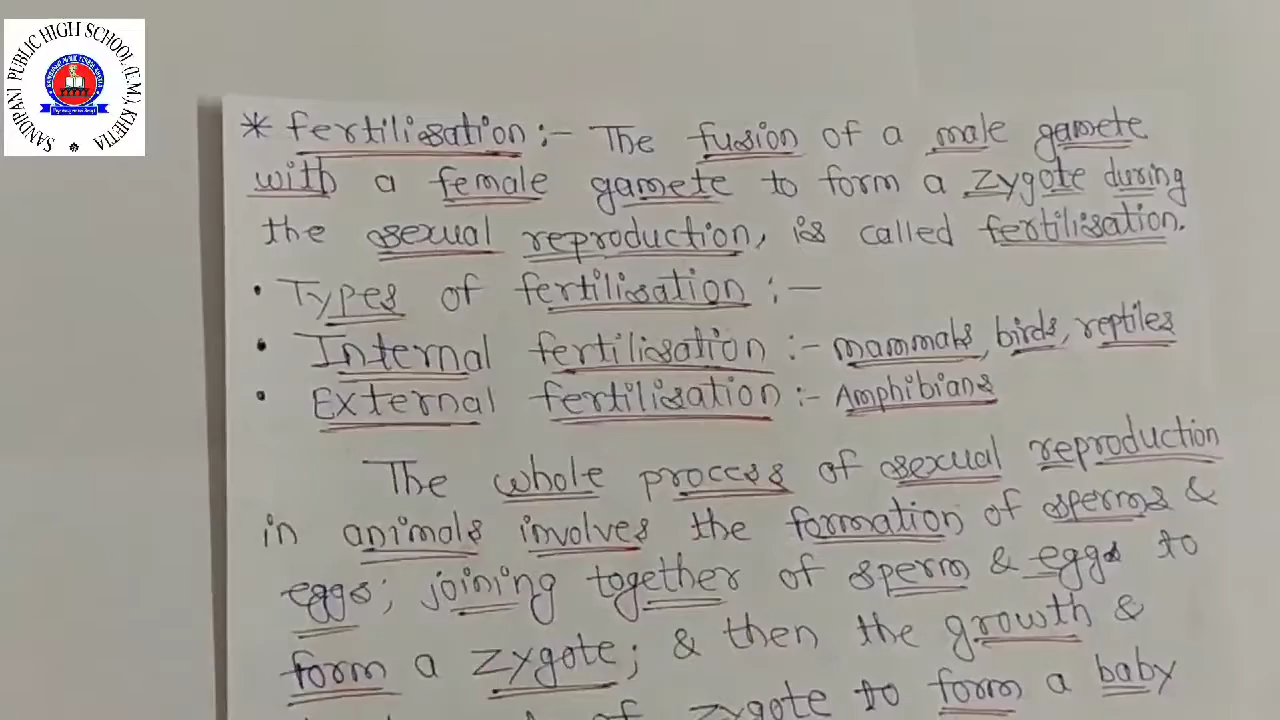 SANDIPANI PUBLIC HIGH SCHOOL (E.M.), KHETIA
* fertilisation :- The fusion of a male gamete
with a female gamete to form a zygote during
the sexual reproduction, is called fertilisation.
• Types of fertilisation :-
• Internal fertilisation :- mammals, birds, reptiles
• External fertilisation :- Amphibians
The whole process of sexual reproduction
in animals involves the formation of sperms &
eggs; joining together of sperm & eggs to
form a zygote; & then the growth &
of zygote to form a baby